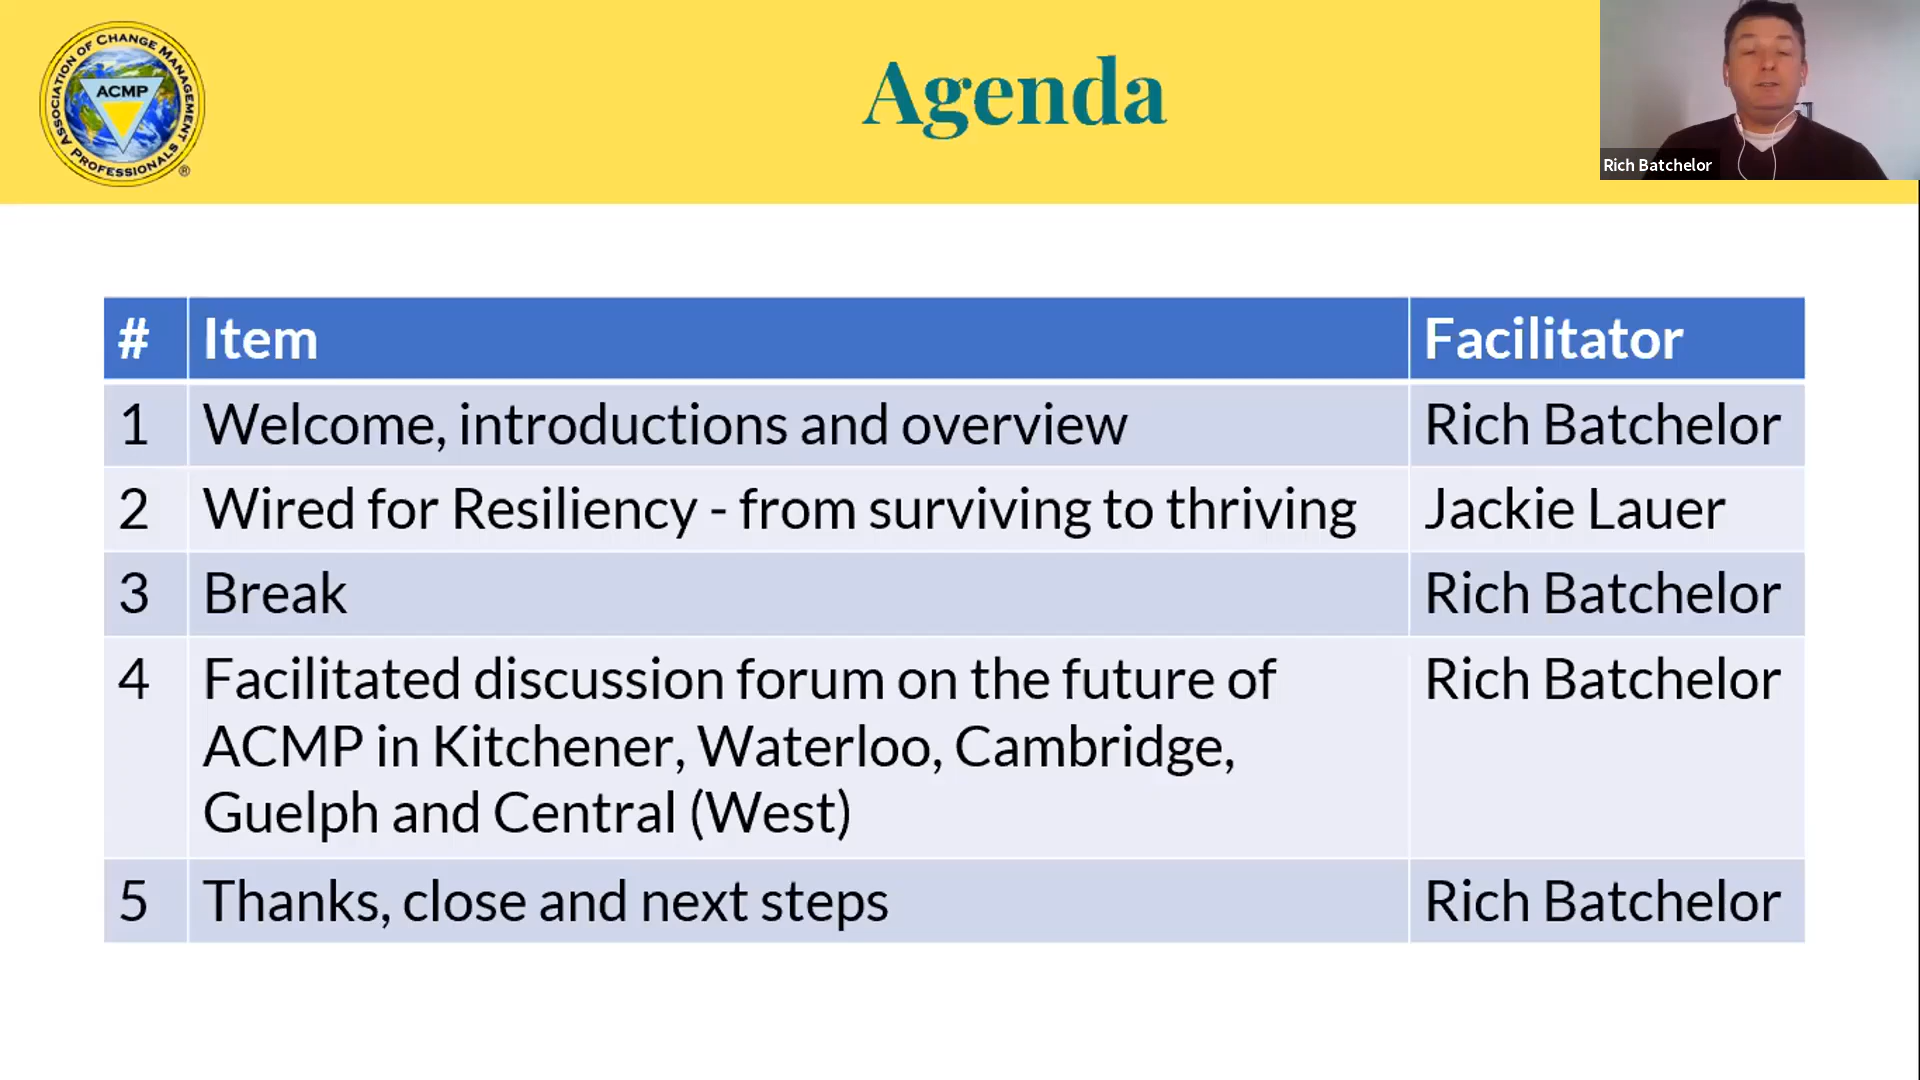 ASSOCIATION OF CHANGE MANAGEMENT PROFESSIONALS
ACMP
®
Agenda
Rich Batchelor
# Item Facilitator
1 Welcome, introductions and overview Rich Batchelor
2 Wired for Resiliency - from surviving to thriving Jackie Lauer
3 Break Rich Batchelor
4 Facilitated discussion forum on the future of Rich Batchelor
ACMP in Kitchener, Waterloo, Cambridge,
Guelph and Central (West)
5 Thanks, close and next steps Rich Batchelor